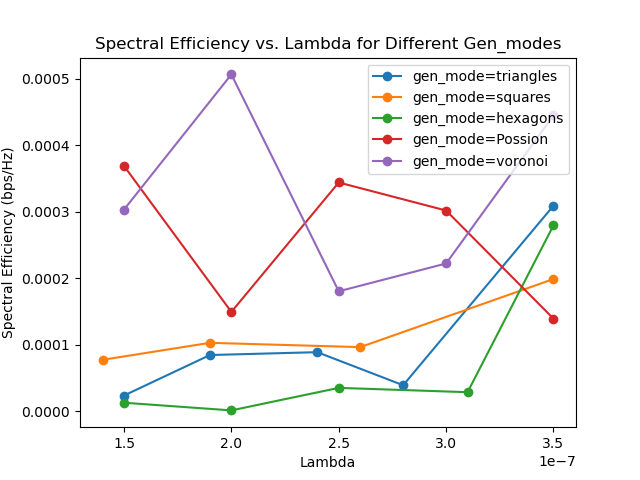 Spectral Efficiency vs. Lambda for Different Gen_modes
gen_mode=triangles
gen_mode=squares
gen_mode=hexagons
gen_mode=Possion
gen_mode=voronoi
Spectral Efficiency (bps/Hz)
0.0005
0.0004
0.0003
0.0002
0.0001
0.0000
1.5 2.0 2.5 3.0 3.5
1e−7
Lambda